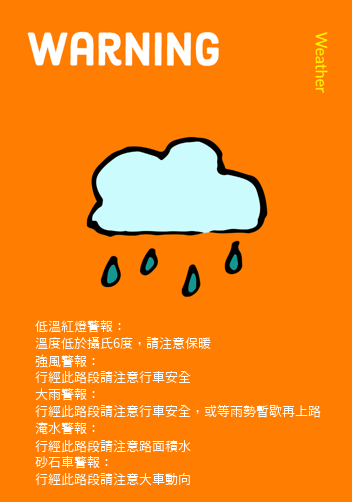 WARNING
Weather
低溫紅燈警報：
溫度低於攝氏6度，請注意保暖
強風警報：
行經此路段請注意行車安全
大雨警報：
行經此路段請注意行車安全，或等雨勢暫歇再上路
淹水警報：
行經此路段請注意路面積水
砂石車警報：
行經此路段請注意大車動向